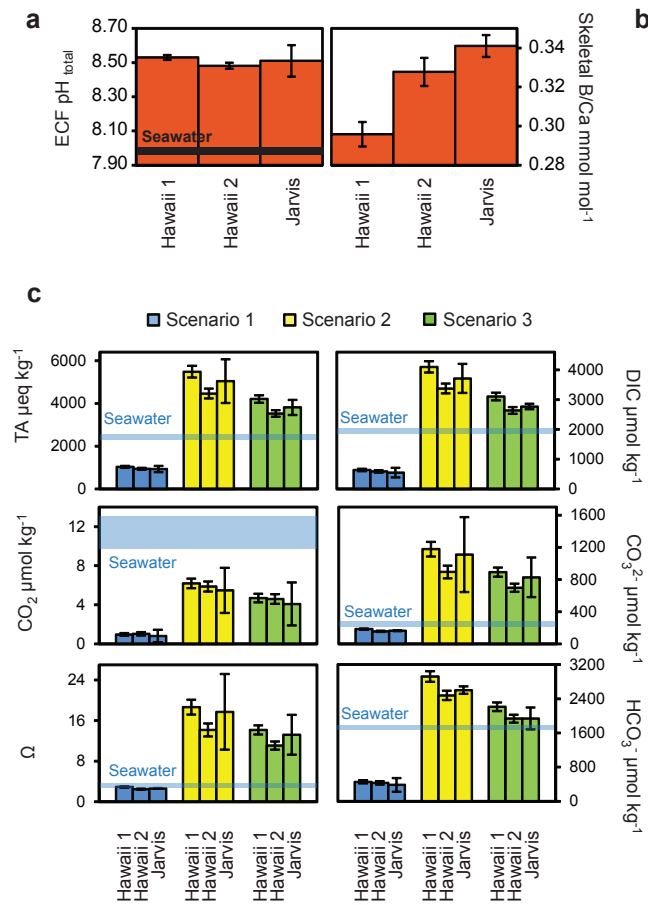 a
b
ECF pH total
8.70
8.50
8.30
8.10
7.90
Seawater
Hawaii 1
Hawaii 2
Jarvis
0.34
0.32
0.30
0.28
Skeletal B/Ca mmol mol-1
Hawaii 1
Hawaii 2
Jarvis
c
Scenario 1
Scenario 2
Scenario 3
TA µeq kg-1
6000
4000
2000
0
Seawater
DIC µmol kg-1
4000
3000
2000
1000
0
Seawater
CO2 µmol kg-1
12
8
4
0
Seawater
CO32- µmol kg-1
1600
1200
800
400
0
Seawater
Ω
24
16
8
0
Seawater
HCO3- µmol kg-1
3200
2400
1600
800
0
Seawater
Hawaii 1
Hawaii 2
Jarvis
Hawaii 1
Hawaii 2
Jarvis
Hawaii 1
Hawaii 2
Jarvis
Hawaii 1
Hawaii 2
Jarvis
Hawaii 1
Hawaii 2
Jarvis
Hawaii 1
Hawaii 2
Jarvis